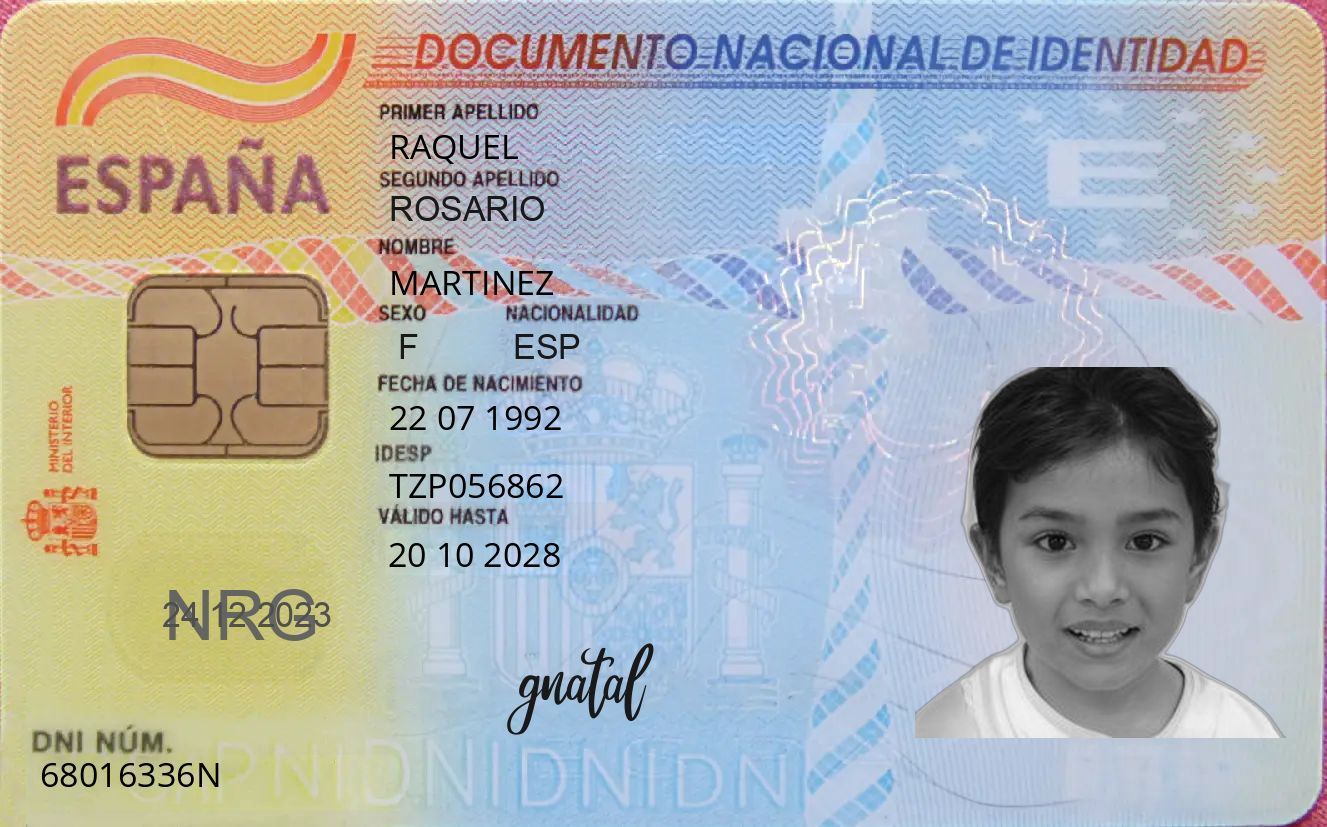 DOCUMENTO NACIONAL DE IDENTIDAD
ESPAÑA
PRIMER APELLIDO
RAQUEL
SEGUNDO APELLIDO
ROSARIO
NOMBRE
MARTINEZ
SEXO NACIONALIDAD
F ESP
FECHA DE NACIMIENTO
22 07 1992
IDESP
TZP056862
VÁLIDO HASTA
20 10 2028
MINISTERIO
DEL INTERIOR
E
24 12 2023
NRG
gnatal
DNI NÚM.
68016336N
DNIDNIDNIDN